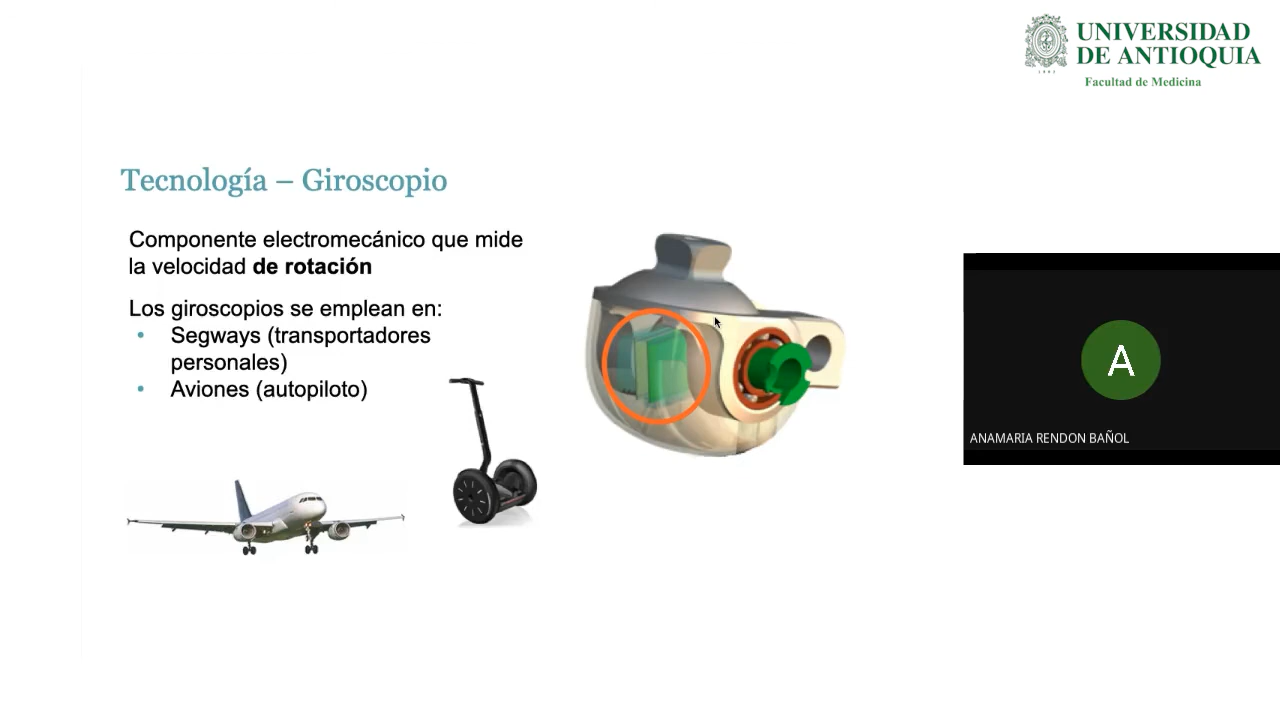 UNIVERSIDAD
DE ANTIOQUIA
Facultad de Medicina
Tecnología – Giroscopio
Componente electromecánico que mide
la velocidad de rotación
Los giroscopios se emplean en:
• Segways (transportadores
personales)
• Aviones (autopiloto)
A
ANAMARIA RENDON BAÑOL